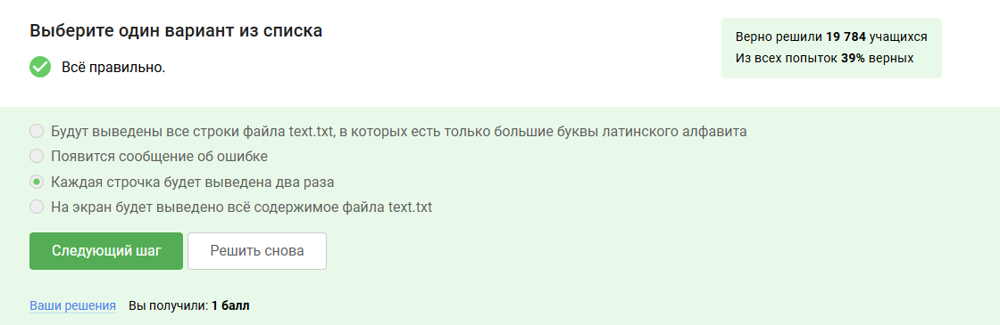 Выберите один вариант из списка
Верно решили 19 784 учащихся
Из всех попыток 39% верных
Всё правильно.
Будут выведены все строки файла text.txt, в которых есть только большие буквы латинского алфавита
Появится сообщение об ошибке
Каждая строчка будет выведена два раза
На экран будет выведено всё содержимое файла text.txt
Следующий шаг
Решить снова
Ваши решения
Вы получили: 1 балл